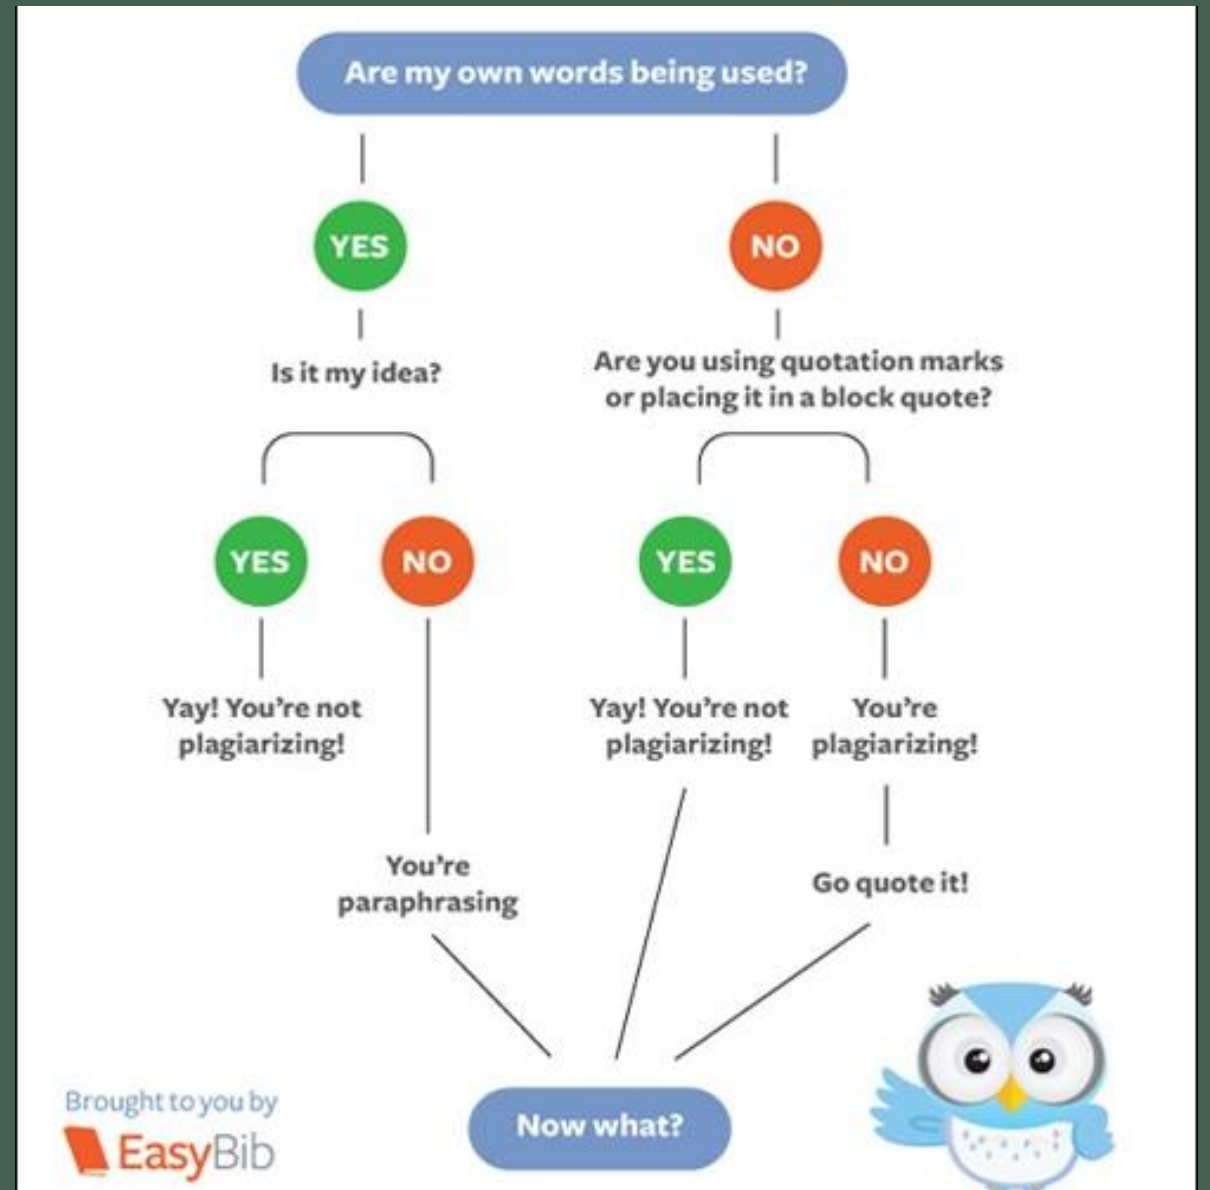 Are my own words being used?
YES
NO
Is it my idea?
Are you using quotation marks
or placing it in a block quote?
YES
NO
YES
NO
Yay! You're not
plagiarizing!
Yay! You're not
plagiarizing!
You're
plagiarizing!
You're
paraphrasing
Go quote it!
Now what?
Brought to you by
EasyBib